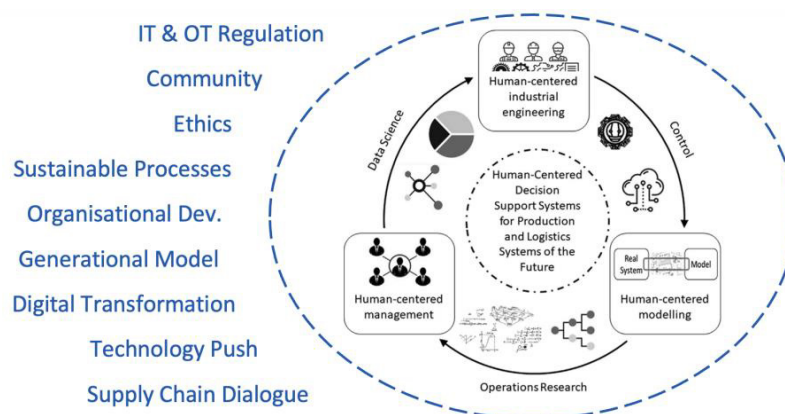 IT & OT Regulation
Community
Ethics
Sustainable Processes
Organisational Dev.
Generational Model
Digital Transformation
Technology Push
Supply Chain Dialogue
Human-centered
industrial
engineering
Data Science
Control
Human-Centered
Decision
Support Systems
for Production
and Logistics
Systems of the
Future
Human-centered
management
Real
System
Model
Human-centered
modelling
Operations Research